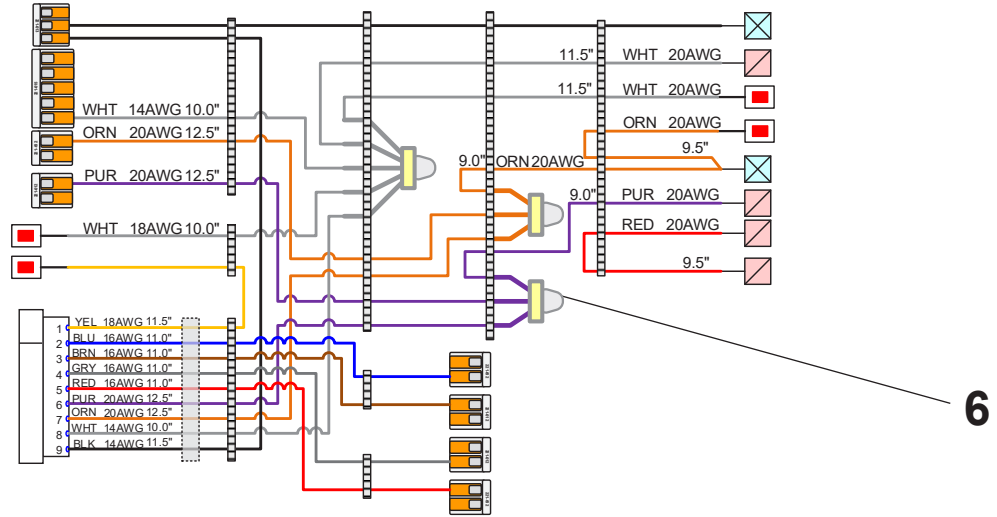 11.5" WHT 20AWG
11.5" WHT 20AWG
WHT 14AWG 10.0"
ORN 20AWG
ORN 20AWG 12.5"
9.5"
9.0" ORN 20AWG
PUR 20AWG 12.5"
9.0" PUR 20AWG
RED 20AWG
WHT 18AWG 10.0"
9.5"
1 YEL 18AWG 11.5"
2 BLU 16AWG 11.0"
3 BRN 16AWG 11.0"
4 GRY 16AWG 11.0"
5 RED 16AWG 11.0"
6 PUR 20AWG 12.5"
7 ORN 20AWG 12.5"
8 WHT 14AWG 10.0"
9 BLK 14AWG 11.5"
6